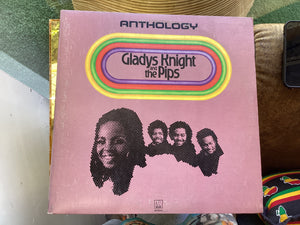 ANTHOLOGY
Gladys Knight
and
the Pips